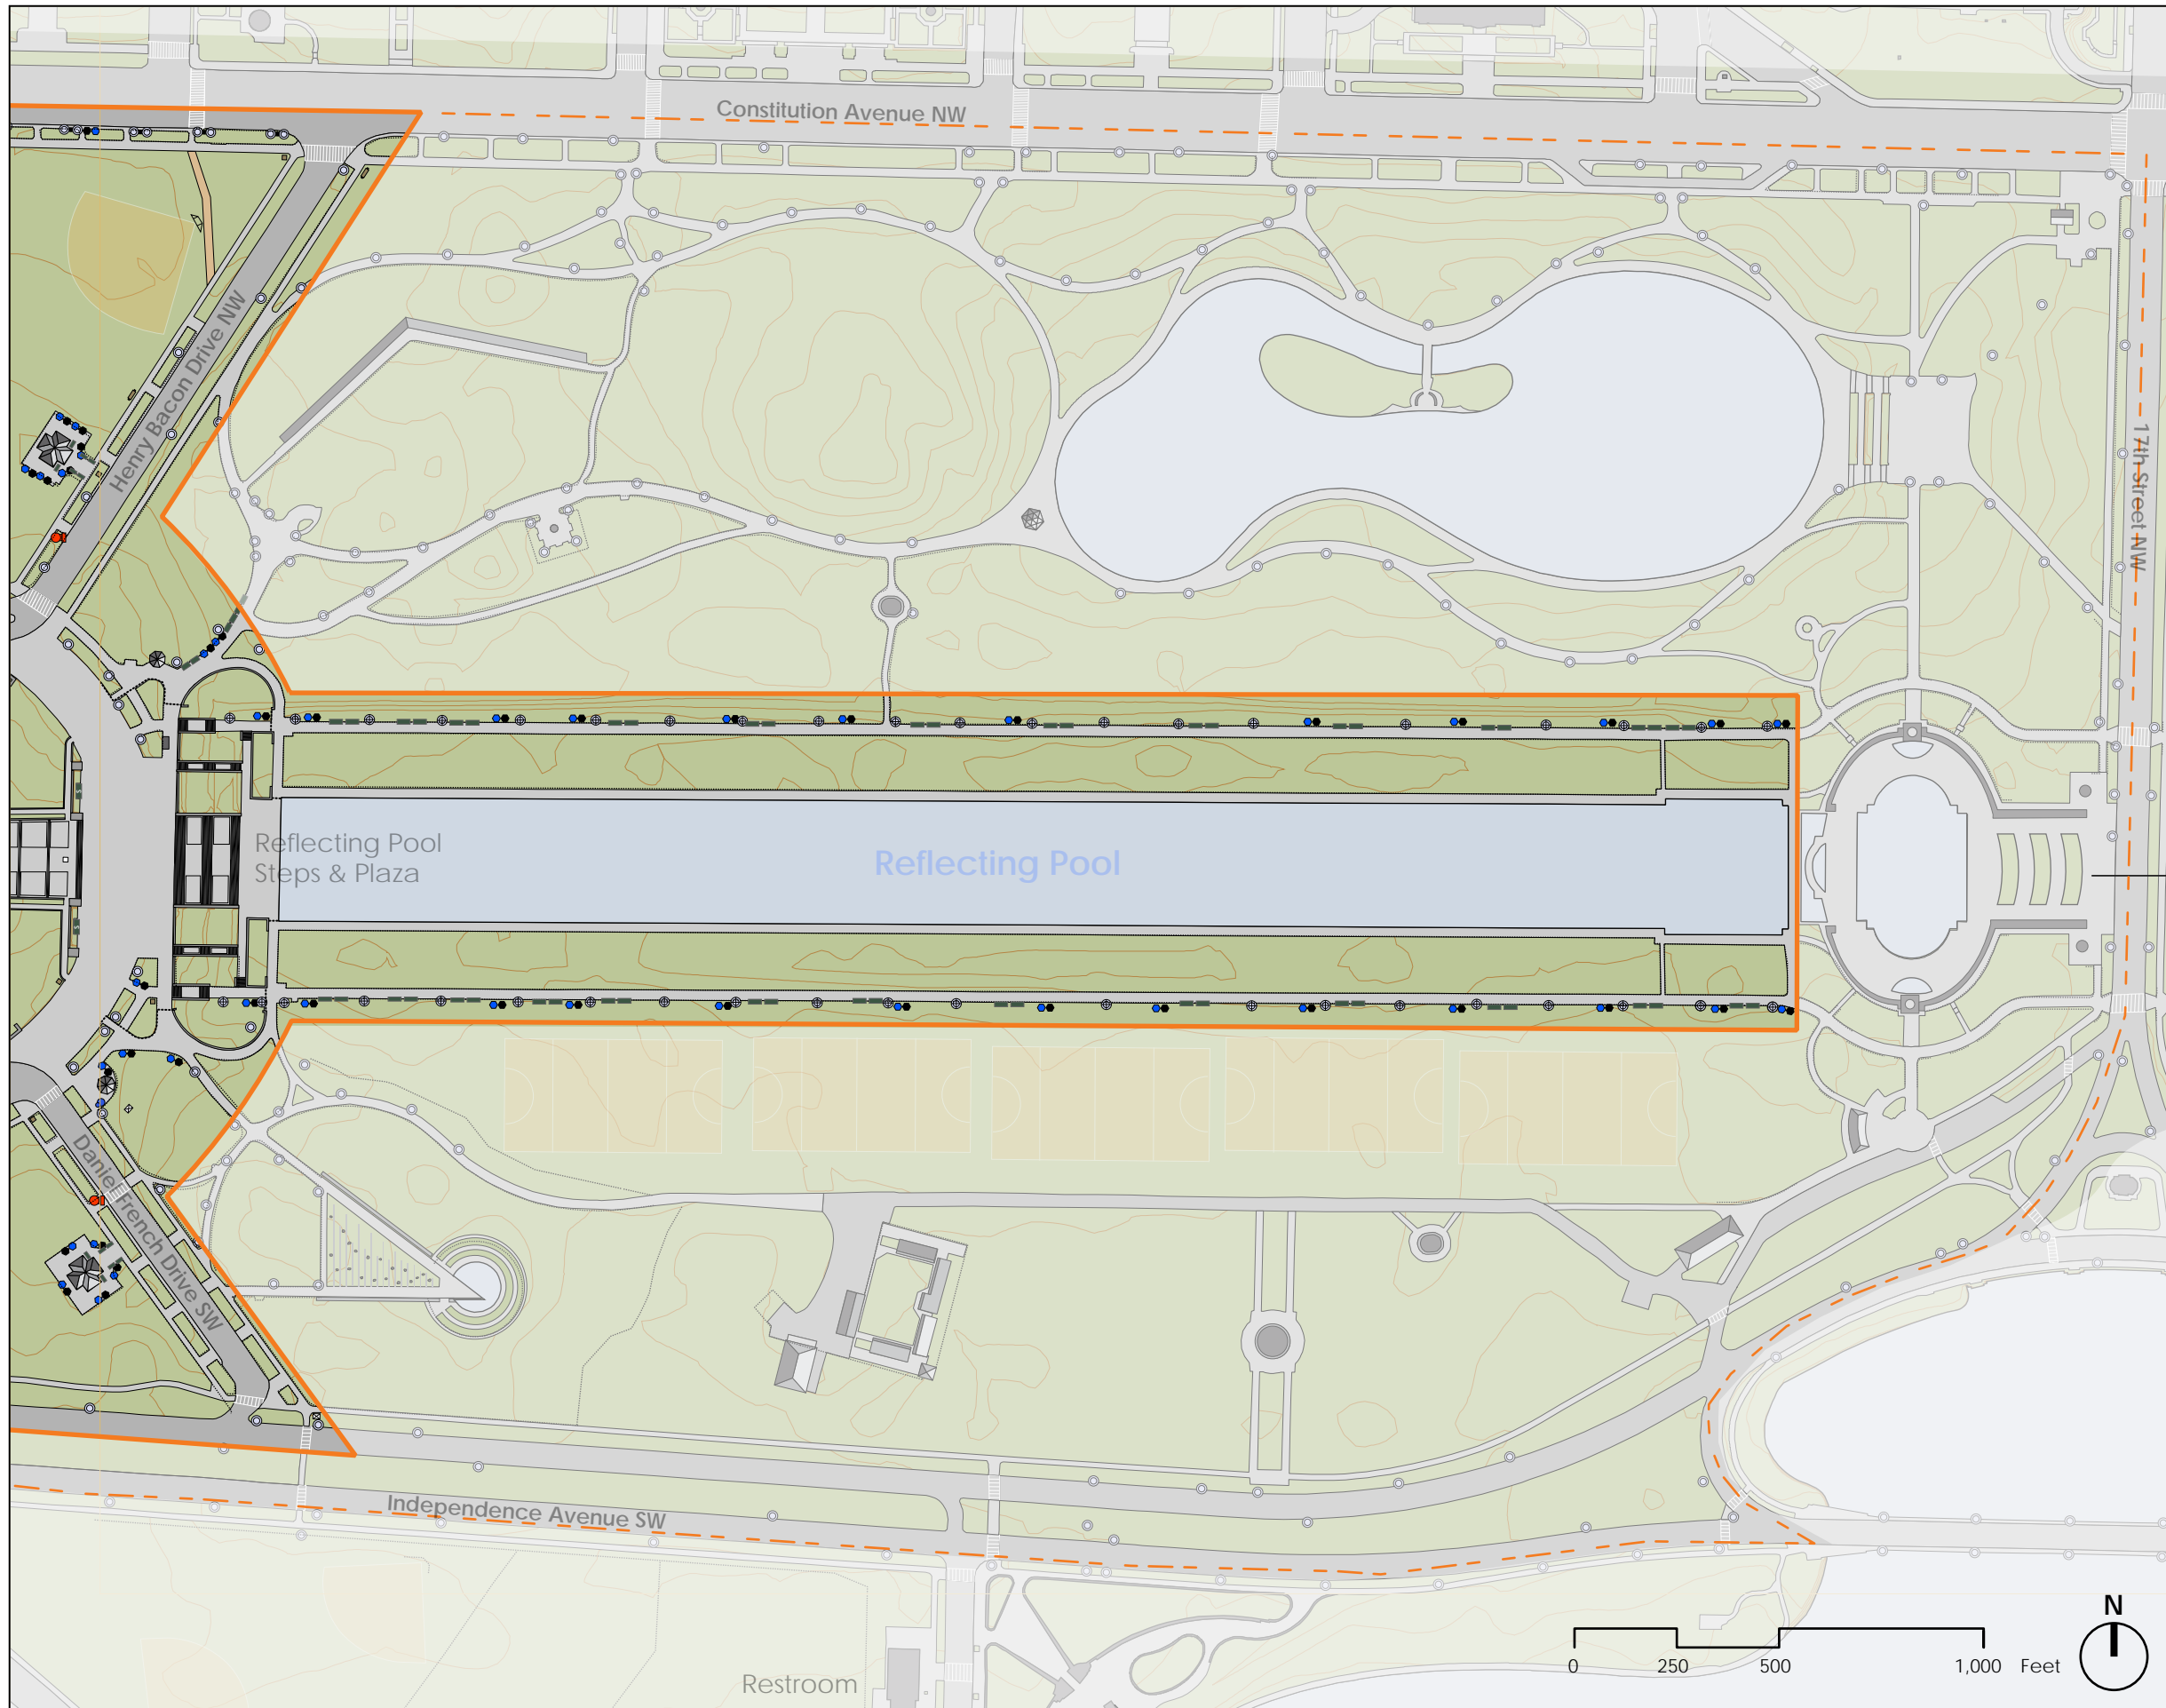 Constitution Avenue NW
Henry Bacon Drive NW
17th Street NW
Reflecting Pool
Steps & Plaza
Reflecting Pool
Daniel French Drive SW
Independence Avenue SW
Restroom
N
0 250 500 1,000 Feet